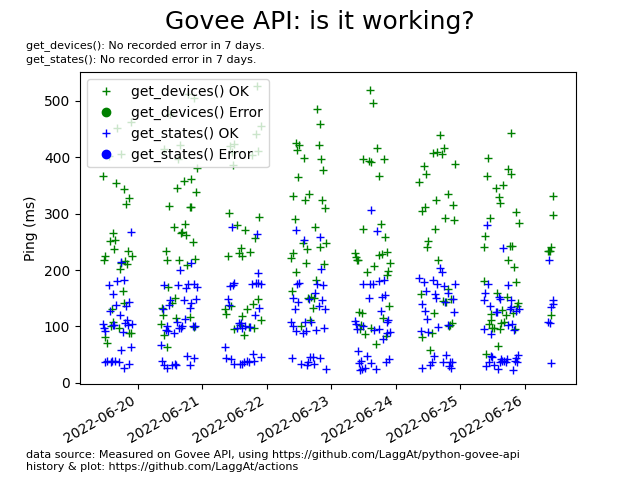 Govee API: is it working?
get_devices(): No recorded error in 7 days.
get_states(): No recorded error in 7 days.
get_devices() OK
get_devices() Error
get_states() OK
get_states() Error
Ping (ms)
500
400
300
200
100
0
2022-06-20
2022-06-21
2022-06-22
2022-06-23
2022-06-24
2022-06-25
2022-06-26
data source: Measured on Govee API, using https://github.com/LaggAt/python-govee-api
history & plot: https://github.com/LaggAt/actions